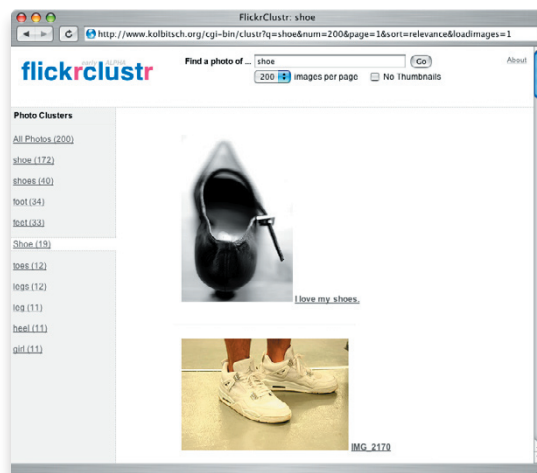 FlickrClustr: shoe
http://www.kolbitsch.org/cgi-bin/clustr?q=shoe&num=200&page=1&sort=relevance&loadimages=1
flickrclustr
early ALPHA
Find a photo of ... shoe Go
200 images per page No Thumbnails
About
Photo Clusters
All Photos (200)
shoe (172)
shoes (40)
foot (34)
feet (33)
Shoe (19)
toes (12)
legs (12)
leg (11)
heel (11)
girl (11)
I love my shoes.
IMG_2170